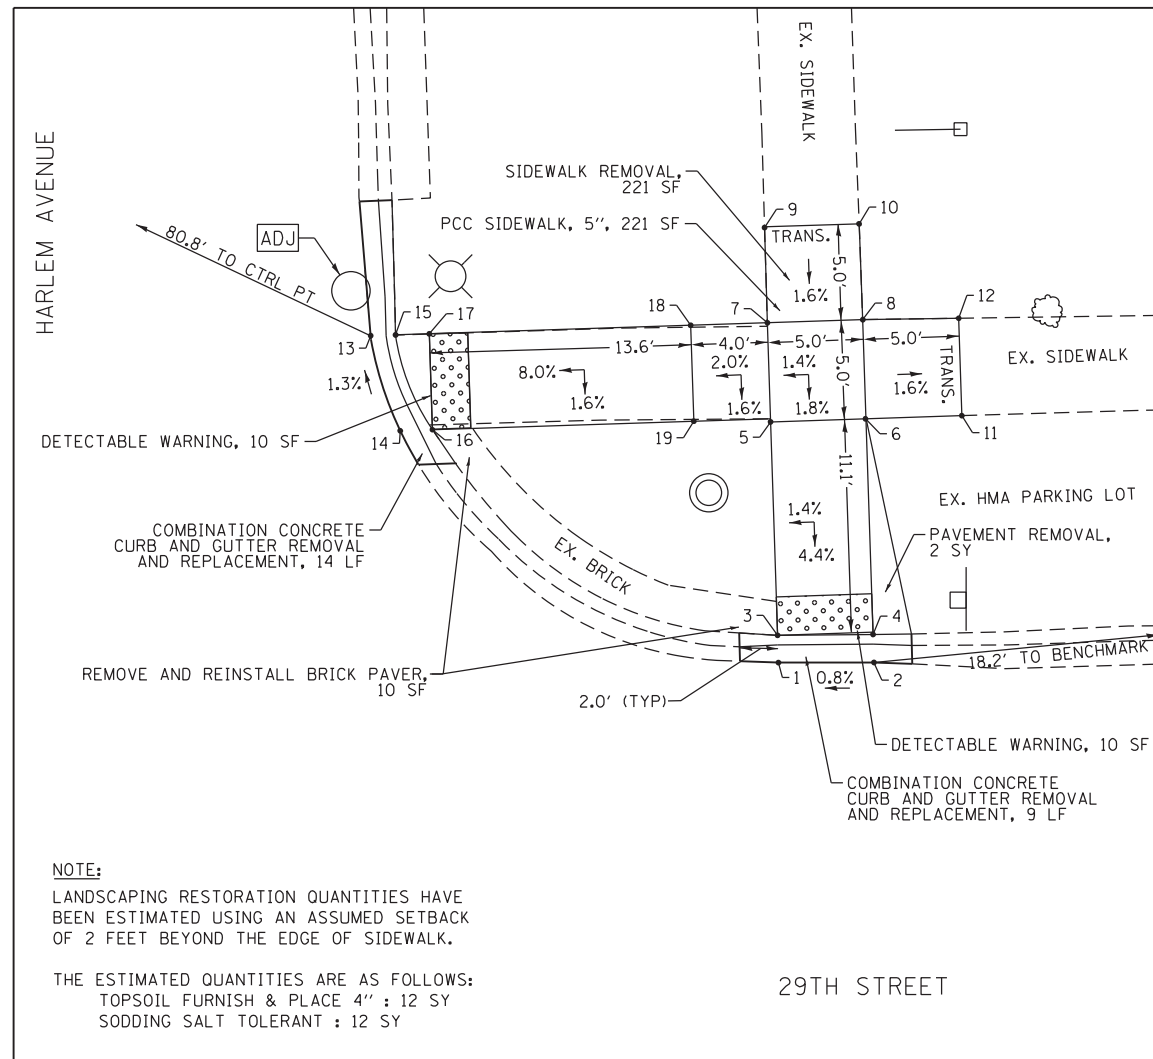 EX. SIDEWALK
HARLEM AVENUE
SIDEWALK REMOVAL,
221 SF
PCC SIDEWALK, 5'', 221 SF
9
10
TRANS.
5.0'
1.6%
80.8' TO CTRL PT
ADJ
15
17
18
7
8
12
13
13.6'
4.0'
5.0'
5.0'
5.0'
TRANS.
EX. SIDEWALK
8.0%
1.6%
2.0%
1.6%
1.4%
1.8%
1.6%
1.3%
DETECTABLE WARNING, 10 SF
14
16
19
5
6
11
11.1'
EX. HMA PARKING LOT
COMBINATION CONCRETE
CURB AND GUTTER REMOVAL
AND REPLACEMENT, 14 LF
EX. BRICK
1.4%
4.4%
PAVEMENT REMOVAL,
2 SY
3
4
REMOVE AND REINSTALL BRICK PAVER,
10 SF
2.0' (TYP)
1
0.8%
2
18.2' TO BENCHMARK
DETECTABLE WARNING, 10 SF
COMBINATION CONCRETE
CURB AND GUTTER REMOVAL
AND REPLACEMENT, 9 LF
NOTE:
LANDSCAPING RESTORATION QUANTITIES HAVE
BEEN ESTIMATED USING AN ASSUMED SETBACK
OF 2 FEET BEYOND THE EDGE OF SIDEWALK.
THE ESTIMATED QUANTITIES ARE AS FOLLOWS:
TOPSOIL FURNISH & PLACE 4'' : 12 SY
SODDING SALT TOLERANT : 12 SY
29TH STREET